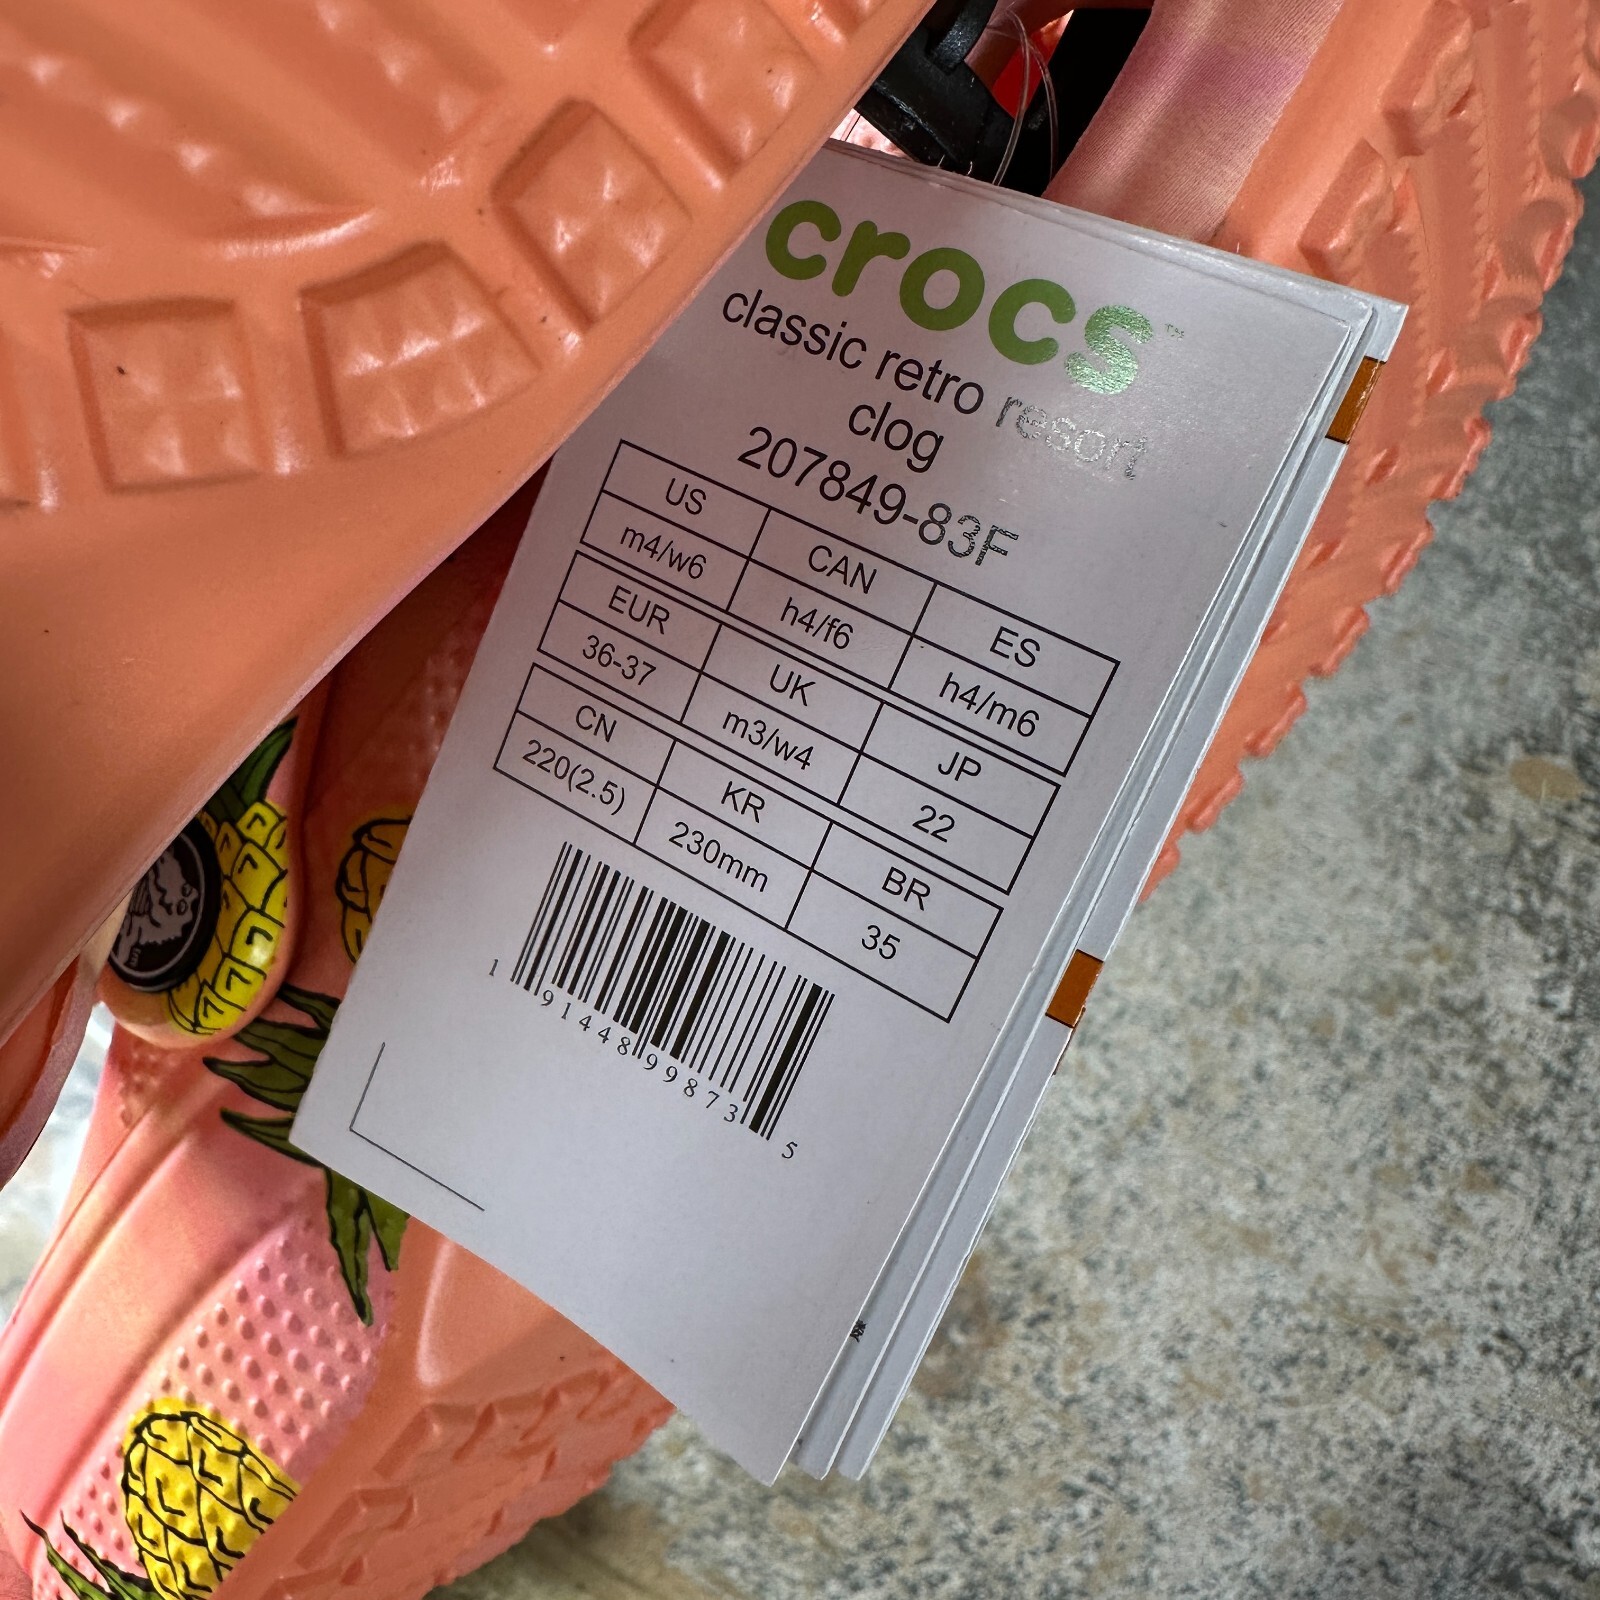 crocs™
classic retro resort
clog
207849-83F
US CAN ES
m4/w6 h4/f6 h4/m6
EUR UK JP
36-37 m3/w4 22
CN KR BR
220(2.5) 230mm 35
1 91448 99873 5